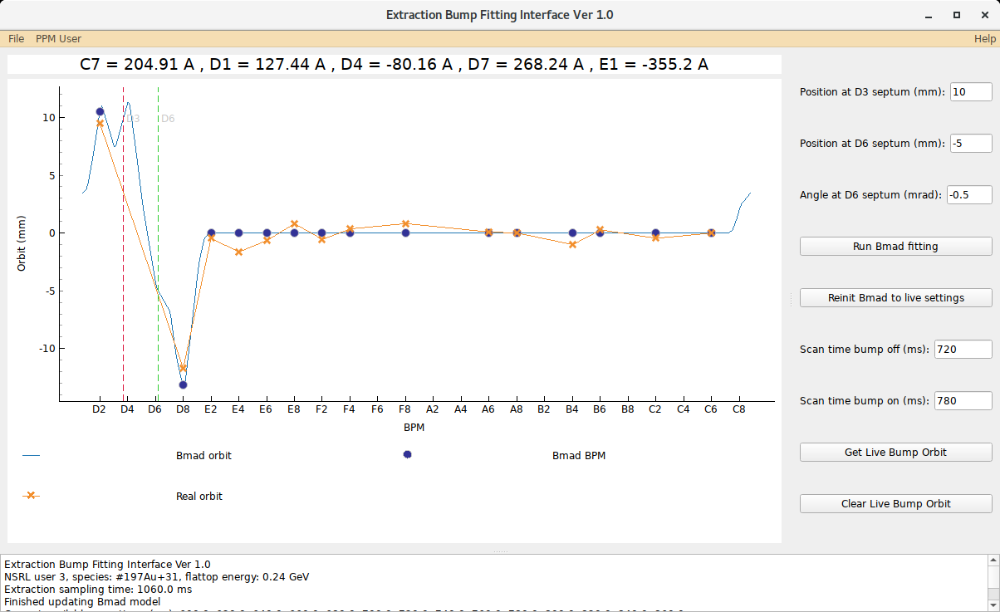 Extraction Bump Fitting Interface Ver 1.0
File PPM User Help
C7 = 204.91 A , D1 = 127.44 A , D4 = -80.16 A , D7 = 268.24 A , E1 = -355.2 A
Position at D3 septum (mm): 10
Position at D6 septum (mm): -5
Angle at D6 septum (mrad): -0.5
Run Bmad fitting
Reinit Bmad to live settings
Scan time bump off (ms): 720
Scan time bump on (ms): 780
Get Live Bump Orbit
Clear Live Bump Orbit
Orbit (mm)
10
5
0
-5
-10
D3 D6
D2 D4 D6 D8 E2 E4 E6 E8 F2 F4 F6 F8 A2 A4 A6 A8 B2 B4 B6 B8 C2 C4 C6 C8
BPM
Bmad orbit Bmad BPM
Real orbit
Extraction Bump Fitting Interface Ver 1.0
NSRL user 3, species: #197Au+31, flattop energy: 0.24 GeV
Extraction sampling time: 1060.0 ms
Finished updating Bmad model